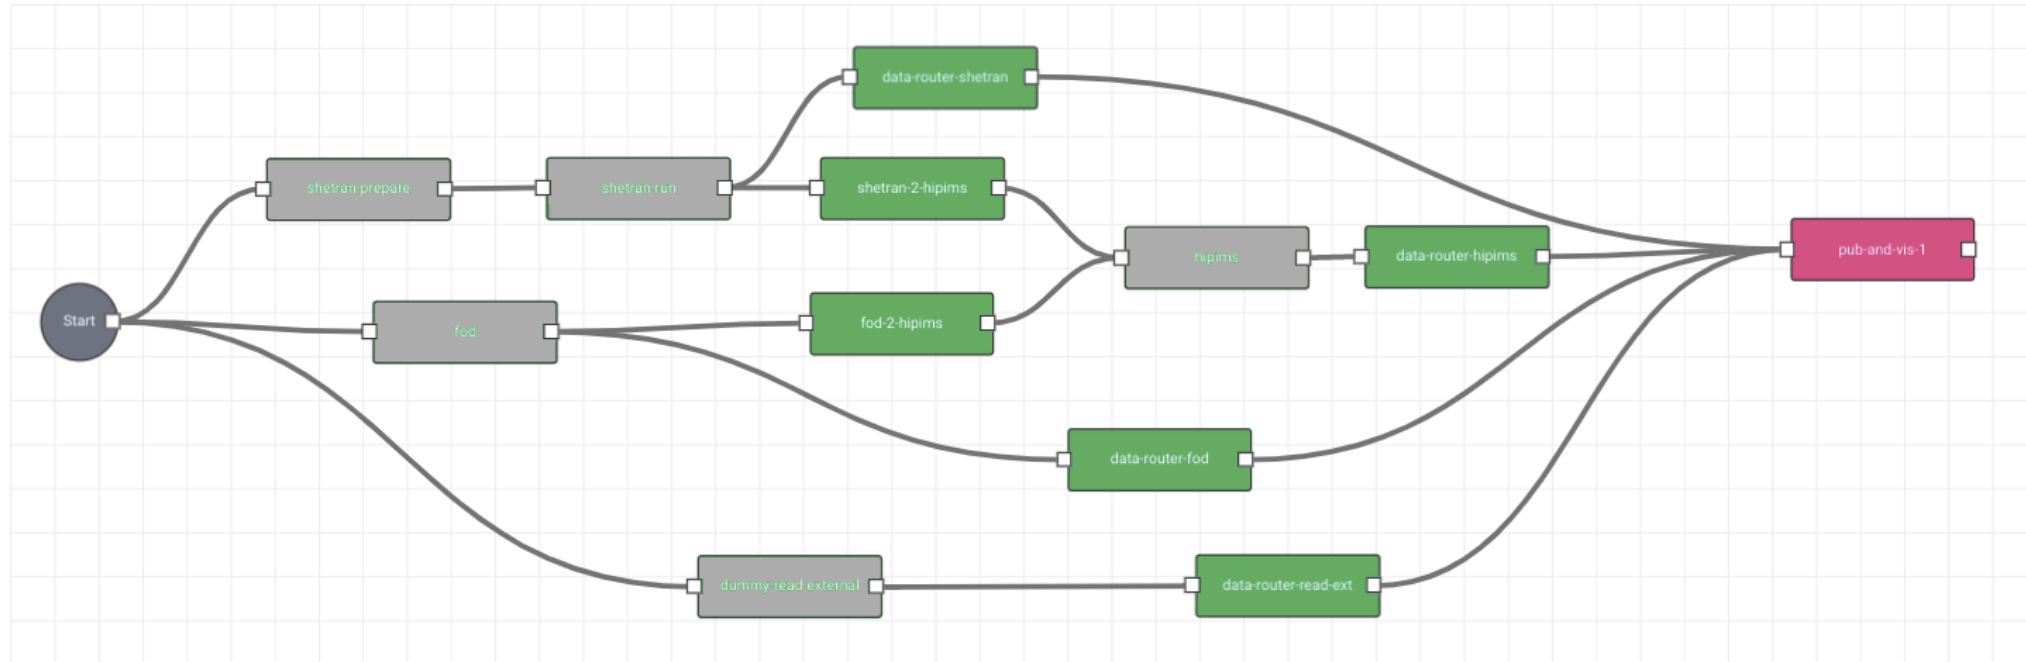 data-router-shetran
shetran-prepare
shetran-run
shetran-2-hipims
pub-and-vis-1
hipims
data-router-hipims
Start
fod
fod-2-hipims
data-router-fod
dummy-read-external
data-router-read-ext